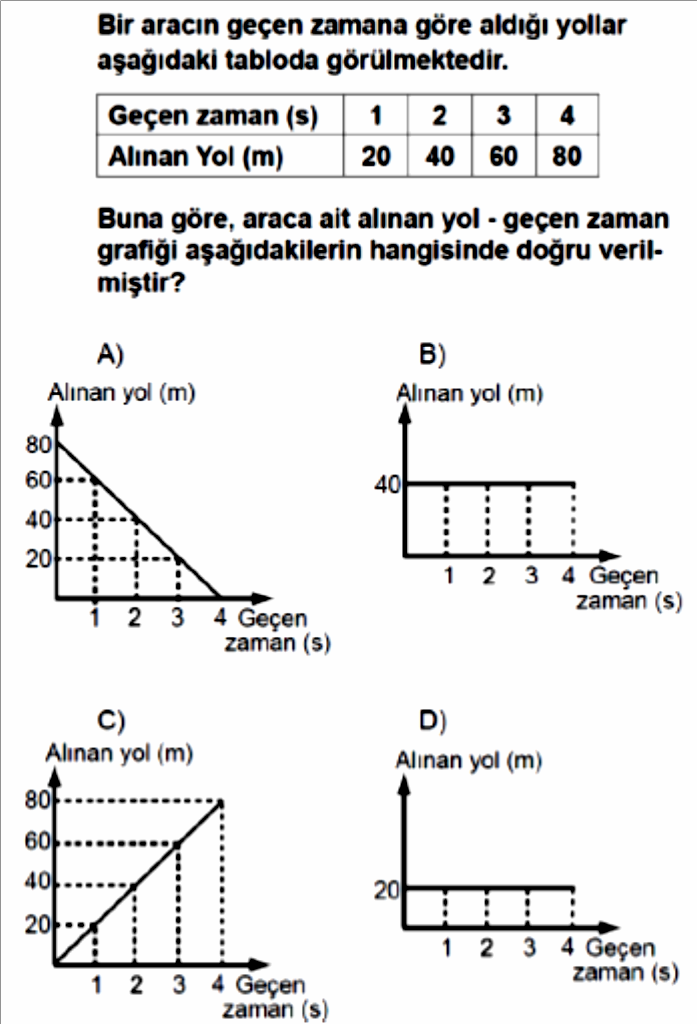 Bir aracın geçen zamana göre aldığı yollar
aşağıdaki tabloda görülmektedir.
Geçen zaman (s) 1 2 3 4
Alınan Yol (m) 20 40 60 80
Buna göre, araca ait alınan yol - geçen zaman
grafiği aşağıdakilerin hangisinde doğru veril-
miştir?
A)
Alınan yol (m)
80
60
40
20
1 2 3 4 Geçen
zaman (s)
B)
Alınan yol (m)
40
1 2 3 4 Geçen
zaman (s)
C)
Alınan yol (m)
80
60
40
20
1 2 3 4 Geçen
zaman (s)
D)
Alınan yol (m)
20
1 2 3 4 Geçen
zaman (s)